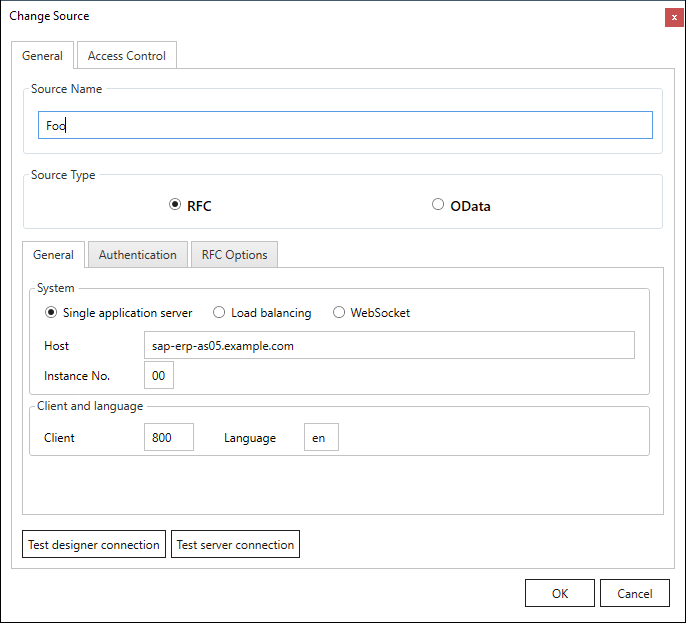 Change Source
x
General Access Control
Source Name
Foo
Source Type
RFC OData
General Authentication RFC Options
System
Single application server Load balancing WebSocket
Host sap-erp-as05.example.com
Instance No. 00
Client and language
Client 800 Language en
Test designer connection Test server connection
OK Cancel